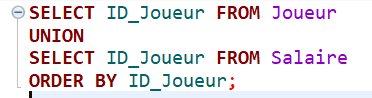 SELECT ID_Joueur FROM Joueur
UNION
SELECT ID_Joueur FROM Salaire
ORDER BY ID_Joueur;